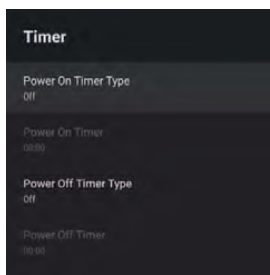 Timer
Power On Timer Type
Off
Power On Timer
00:00
Power Off Timer Type
Off
Power Off Timer
00:00